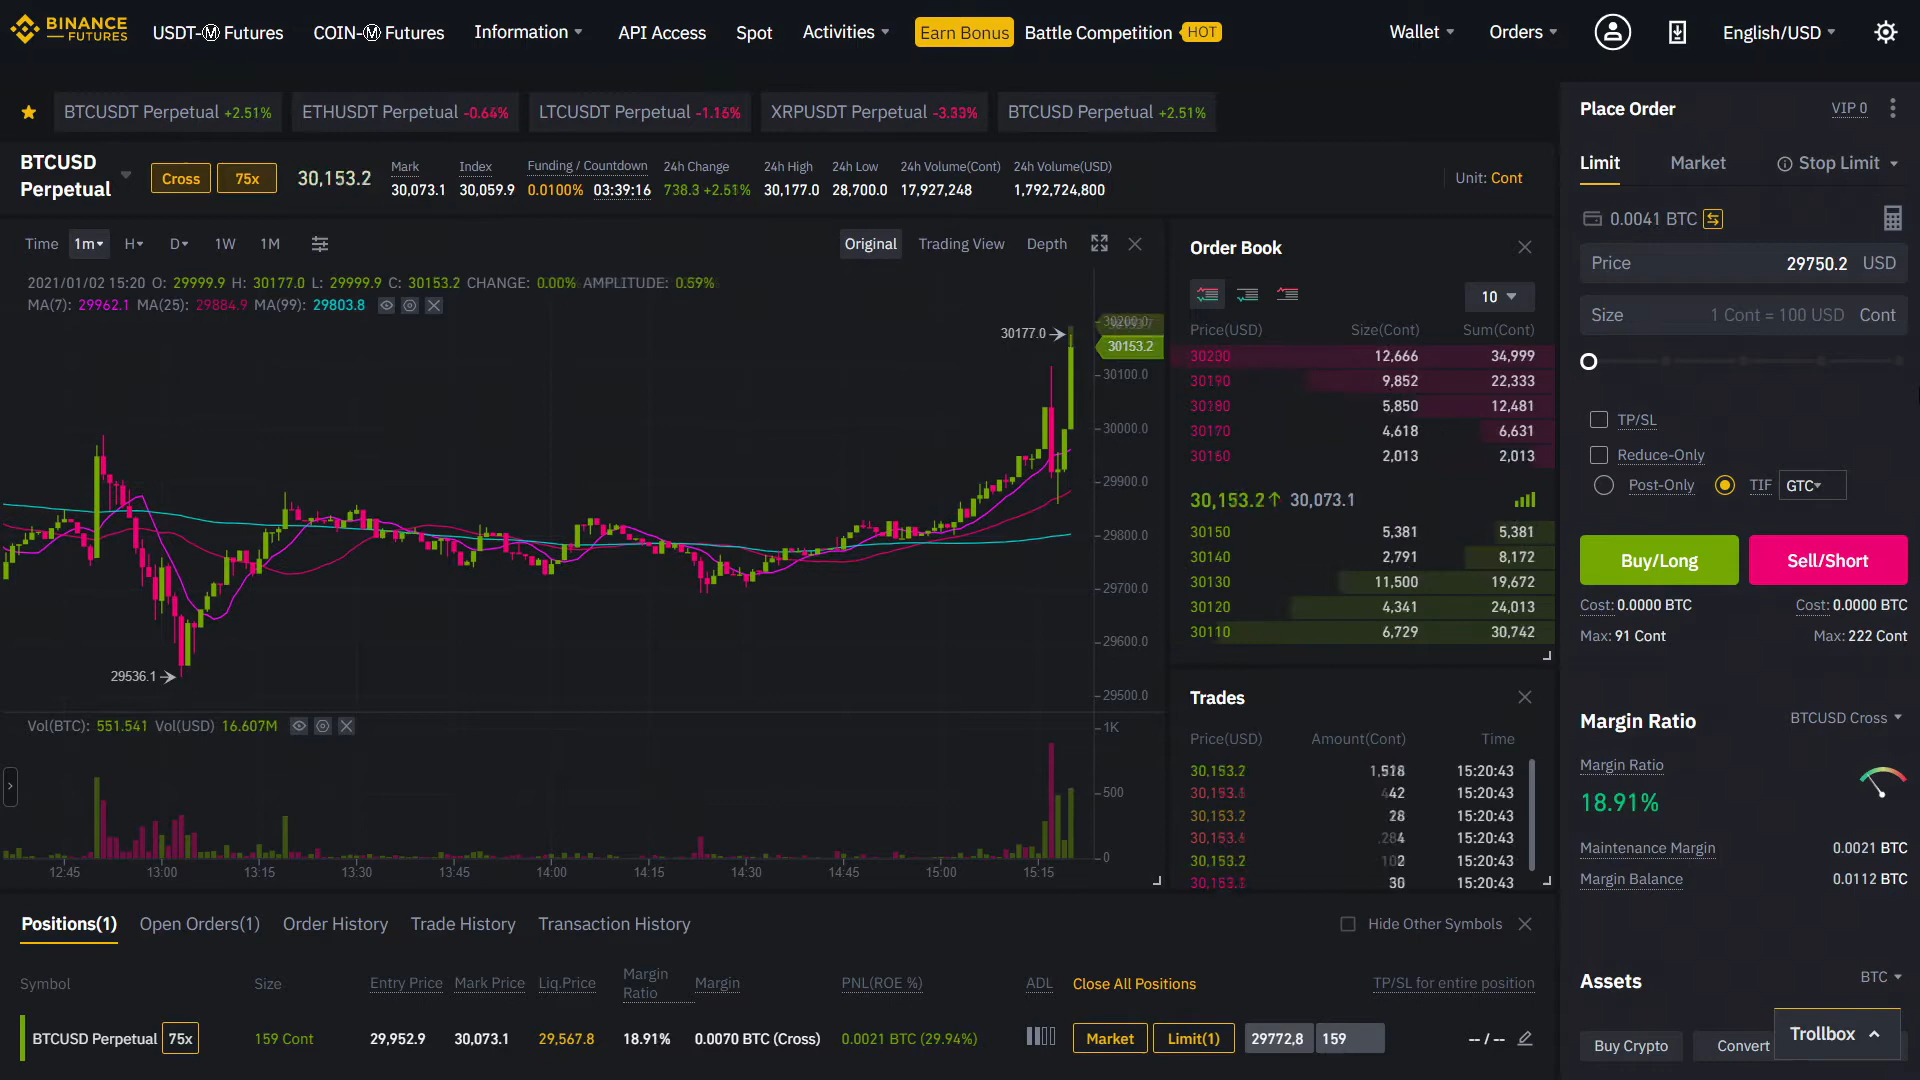 BINANCE FUTURES
USDT-Ⓜ Futures COIN-Ⓜ Futures Information API Access Spot Activities Earn Bonus Battle Competition HOT Wallet Orders English/USD
BTCUSDT Perpetual +2.51% ETHUSDT Perpetual -0.64% LTCUSDT Perpetual -1.16% XRPUSDT Perpetual -3.33% BTCUSD Perpetual +2.51%
BTCUSD Perpetual Cross 75x 30,153.2
Mark 30,073.1
Index 30,059.9
Funding / Countdown 0.0100% 03:39:16
24h Change 738.3 +2.51%
24h High 30,177.0
24h Low 28,700.0
24h Volume(Cont) 17,927,248
24h Volume(USD) 1,792,724,800
Unit: Cont
Time 1m H D 1W 1M Original Trading View Depth
2021/01/02 15:20 O: 29999.9 H: 30177.0 L: 29999.9 C: 30153.2 CHANGE: 0.00% AMPLITUDE: 0.59%
MA(7): 29962.1 MA(25): 29884.9 MA(99): 29803.8
30177.0
30200.0
30153.2
30100.0
30000.0
29900.0
29800.0
29700.0
29600.0
29536.1
29500.0
Vol(BTC): 551.541 Vol(USD) 16.607M
1K
500
0
12:45 13:00 13:15 13:30 13:45 14:00 14:15 14:30 14:45 15:00 15:15
Order Book
10
Price(USD) Size(Cont) Sum(Cont)
30200 12,666 34,999
30190 9,852 22,333
30180 5,850 12,481
30170 4,618 6,631
30160 2,013 2,013
30,153.2↑ 30,073.1
30150 5,381 5,381
30140 2,791 8,172
30130 11,500 19,672
30120 4,341 24,013
30110 6,729 30,742
Trades
Price(USD) Amount(Cont) Time
30,153.2 15:20:43
442 15:20:43
30,153.2 28 15:20:43
15:20:43
30,153.2 15:20:43
30 15:20:43
Place Order VIP 0
Limit Market Stop Limit
0.0041 BTC
Price 29750.2 USD
Size 1 Cont = 100 USD Cont
TP/SL
Reduce-Only
Post-Only TIF GTC
Buy/Long Sell/Short
Cost: 0.0000 BTC Cost: 0.0000 BTC
Max: 91 Cont Max: 222 Cont
Margin Ratio BTCUSD Cross
Margin Ratio
18.91%
Maintenance Margin 0.0021 BTC
Margin Balance 0.0112 BTC
Assets BTC
Buy Crypto Convert Trollbox
Positions(1) Open Orders(1) Order History Trade History Transaction History Hide Other Symbols
Symbol Size Entry Price Mark Price Liq.Price Margin Ratio Margin PNL(ROE %) ADL Close All Positions TP/SL for entire position
BTCUSD Perpetual 75x 159 Cont 29,952.9 30,073.1 29,567.8 18.91% 0.0070 BTC (Cross) 0.0021 BTC (29.94%) Market Limit(1) 29772,8 159 -- / --